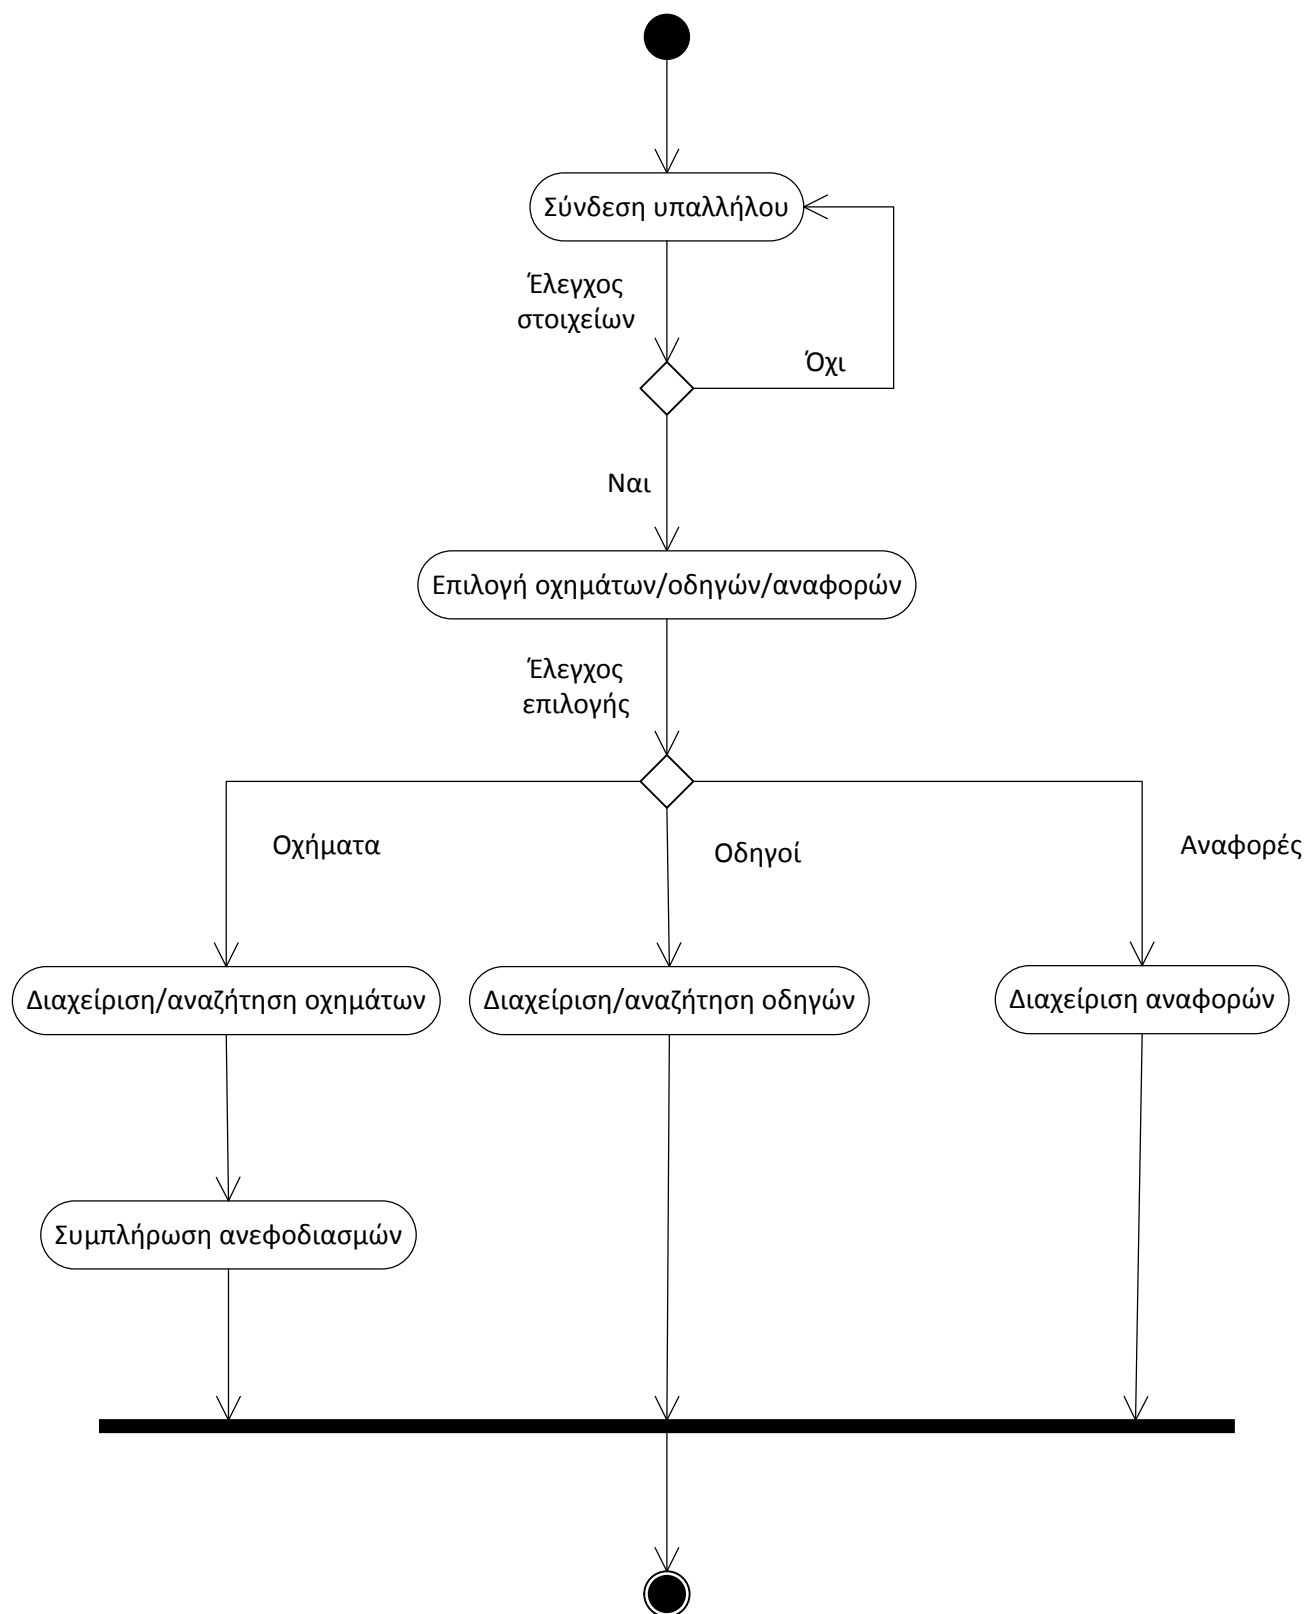 Σύνδεση υπαλλήλου
Έλεγχος
στοιχείων
Όχι
Ναι
Επιλογή οχημάτων/οδηγών/αναφορών
Έλεγχος
επιλογής
Οχήματα
Οδηγοί
Αναφορές
Διαχείριση/αναζήτηση οχημάτων
Διαχείριση/αναζήτηση οδηγών
Διαχείριση αναφορών
Συμπλήρωση ανεφοδιασμών